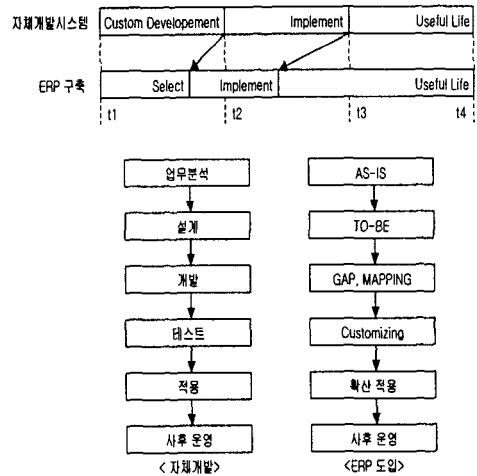 자체개발시스템 Custom Developement Implement Useful Life
ERP 구축 Select Implement Useful Life
t1 t2 t3 t4
업무분석 AS-IS
설계 TO-BE
개발 GAP, MAPPING
테스트 Customizing
적용 확산 적용
사후 운영 사후 운영
< 자체개발> <ERP 도입>